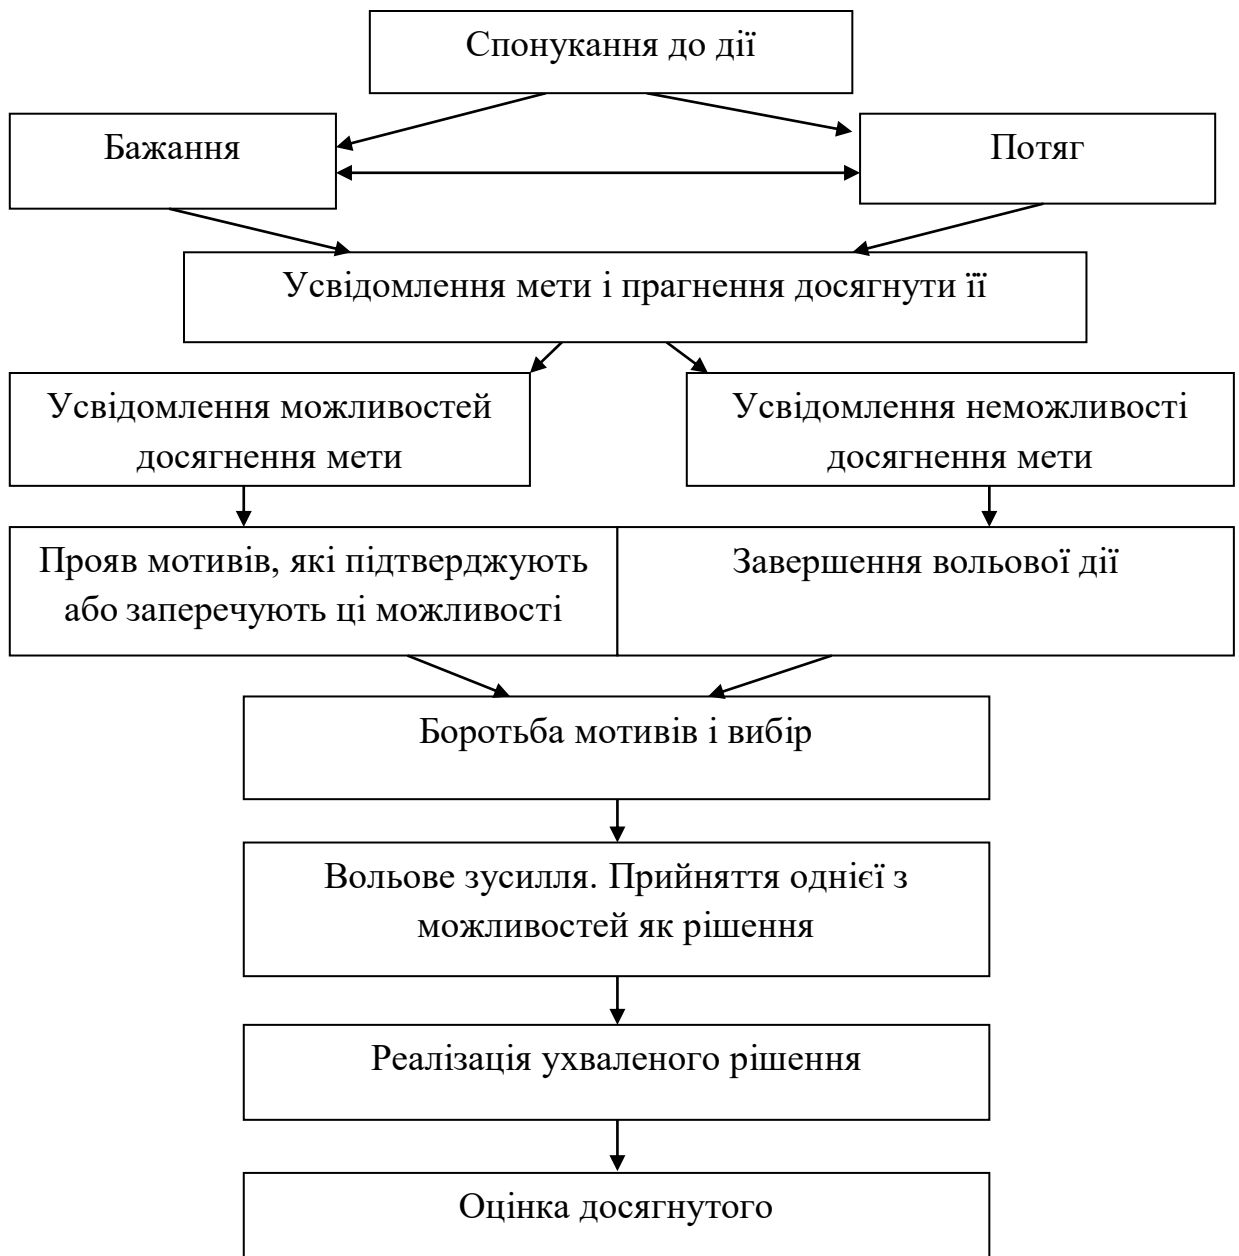 Спонукання до дії
Бажання
Потяг
Усвідомлення мети і прагнення досягнути її
Усвідомлення можливостей
досягнення мети
Усвідомлення неможливості
досягнення мети
Прояв мотивів, які підтверджують
або заперечують ці можливості
Завершення вольової дії
Боротьба мотивів і вибір
Вольове зусилля. Прийняття однієї з
можливостей як рішення
Реалізація ухваленого рішення
Оцінка досягнутого